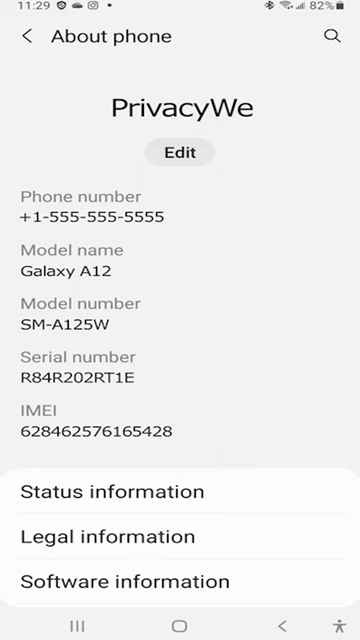 11:29
82%
About phone
PrivacyWe
Edit
Phone number
+1-555-555-5555
Model name
Galaxy A12
Model number
SM-A125W
Serial number
R84R202RT1E
IMEI
628462576165428
Status information
Legal information
Software information